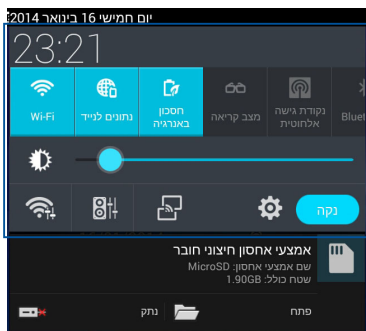 יום חמישי 16 בינואר 2014
23:21
Wi-Fi
נתונים לנייד
חסכון
באנרגיה
מצב קריאה
נקודת גישה
אלחוטית
Bluet
נקה
אמצעי אחסון חיצוני חובר
שם אמצעי אחסון: MicroSD
שטח כולל: 1.90GB
פתח
נתק